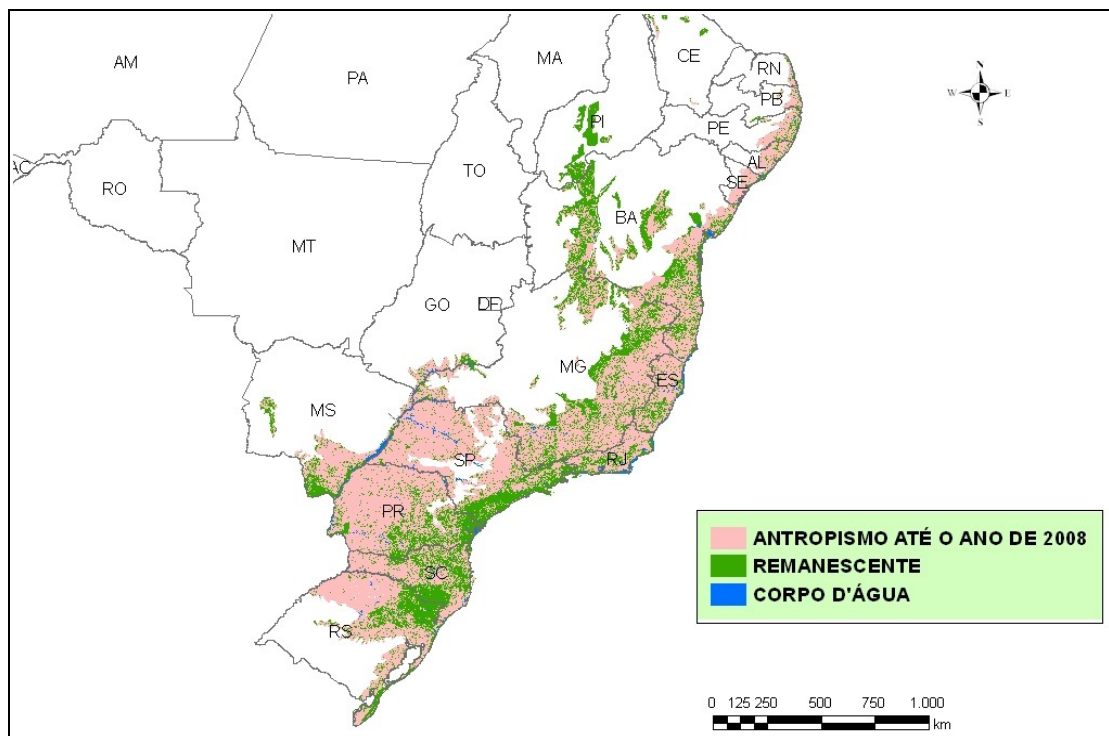 AM
PA
MA
CE
RN
PB
PE
PI
AL
SE
TO
RO
BA
MT
GO
MG
ES
MS
SP
RJ
PR
SC
RS
N
W E
S
ANTROPISMO ATÉ O ANO DE 2008
REMANESCENTE
CORPO D'ÁGUA
0 125 250 500 750 1.000
km